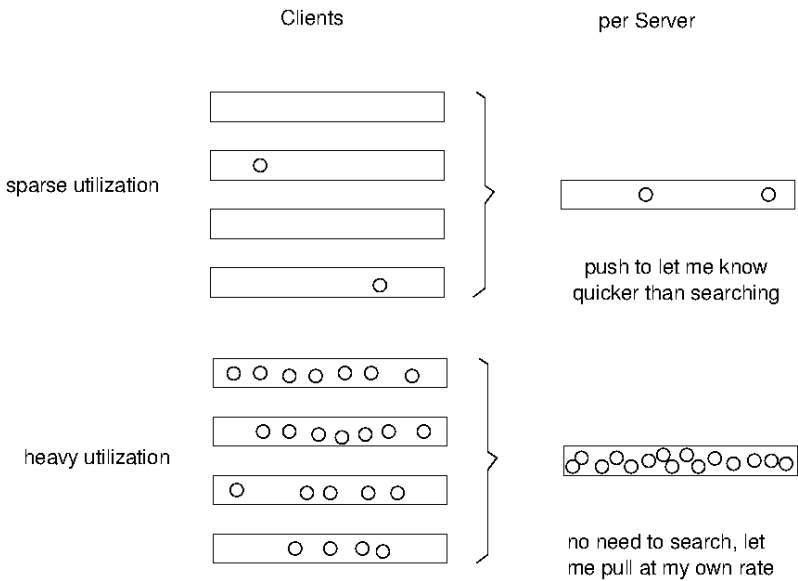 Clients
per Server
sparse utilization
push to let me know
quicker than searching
heavy utilization
no need to search, let
me pull at my own rate